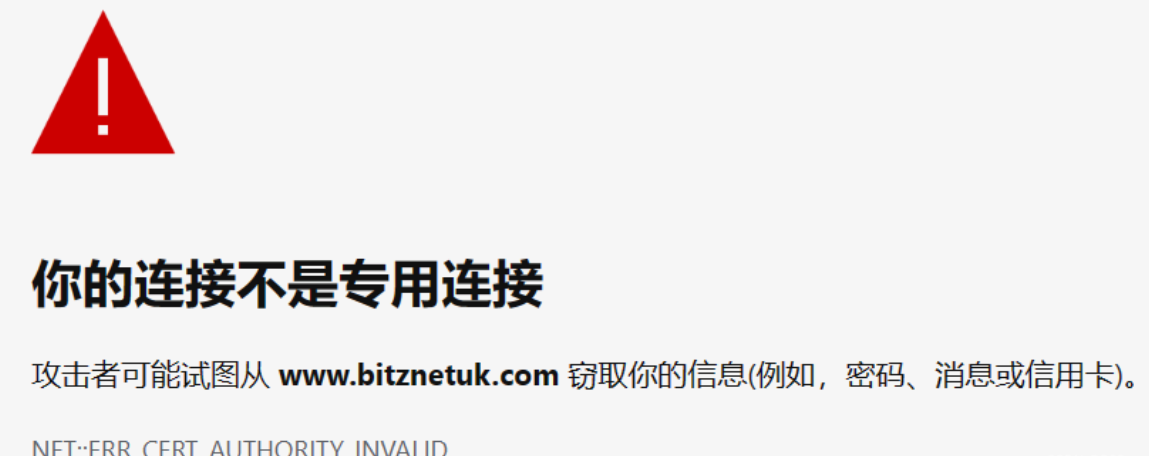 你的连接不是专用连接
攻击者可能试图从 www.bitznetuk.com 窃取你的信息(例如，密码、消息或信用卡)。
NET::ERR_CERT_AUTHORITY_INVALID